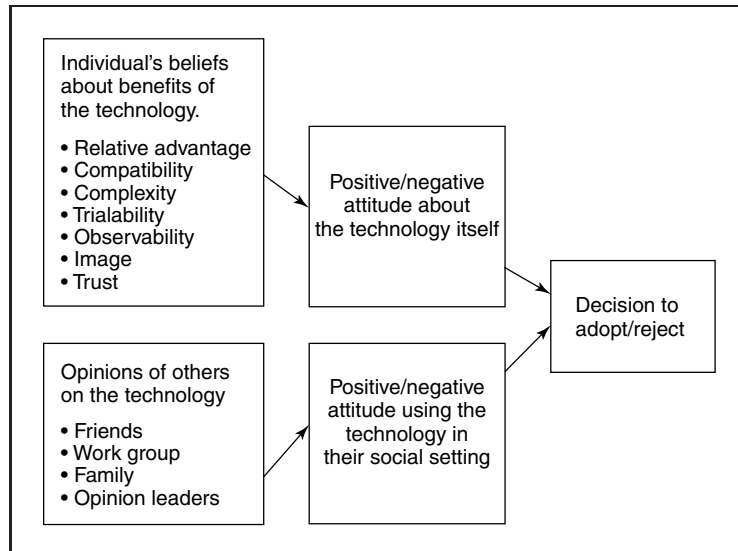 Individual's beliefs
about benefits of
the technology.
• Relative advantage
• Compatibility
• Complexity
• Trialability
• Observability
• Image
• Trust
Positive/negative
attitude about
the technology itself
Opinions of others
on the technology
• Friends
• Work group
• Family
• Opinion leaders
Positive/negative
attitude using the
technology in
their social setting
Decision to
adopt/reject